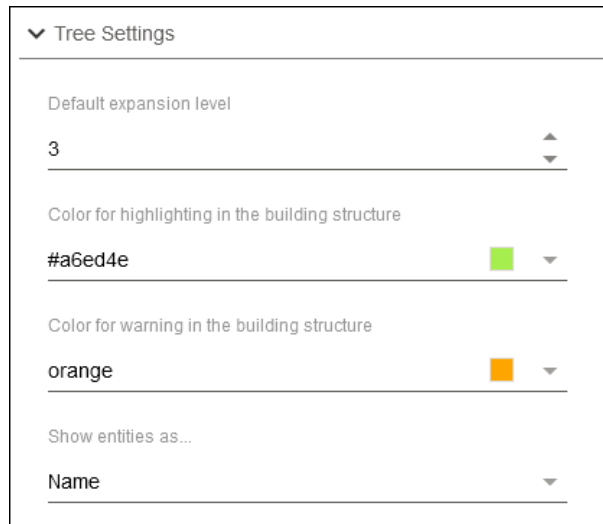 Tree Settings
Default expansion level
3
Color for highlighting in the building structure
#a6ed4e
Color for warning in the building structure
orange
Show entities as...
Name